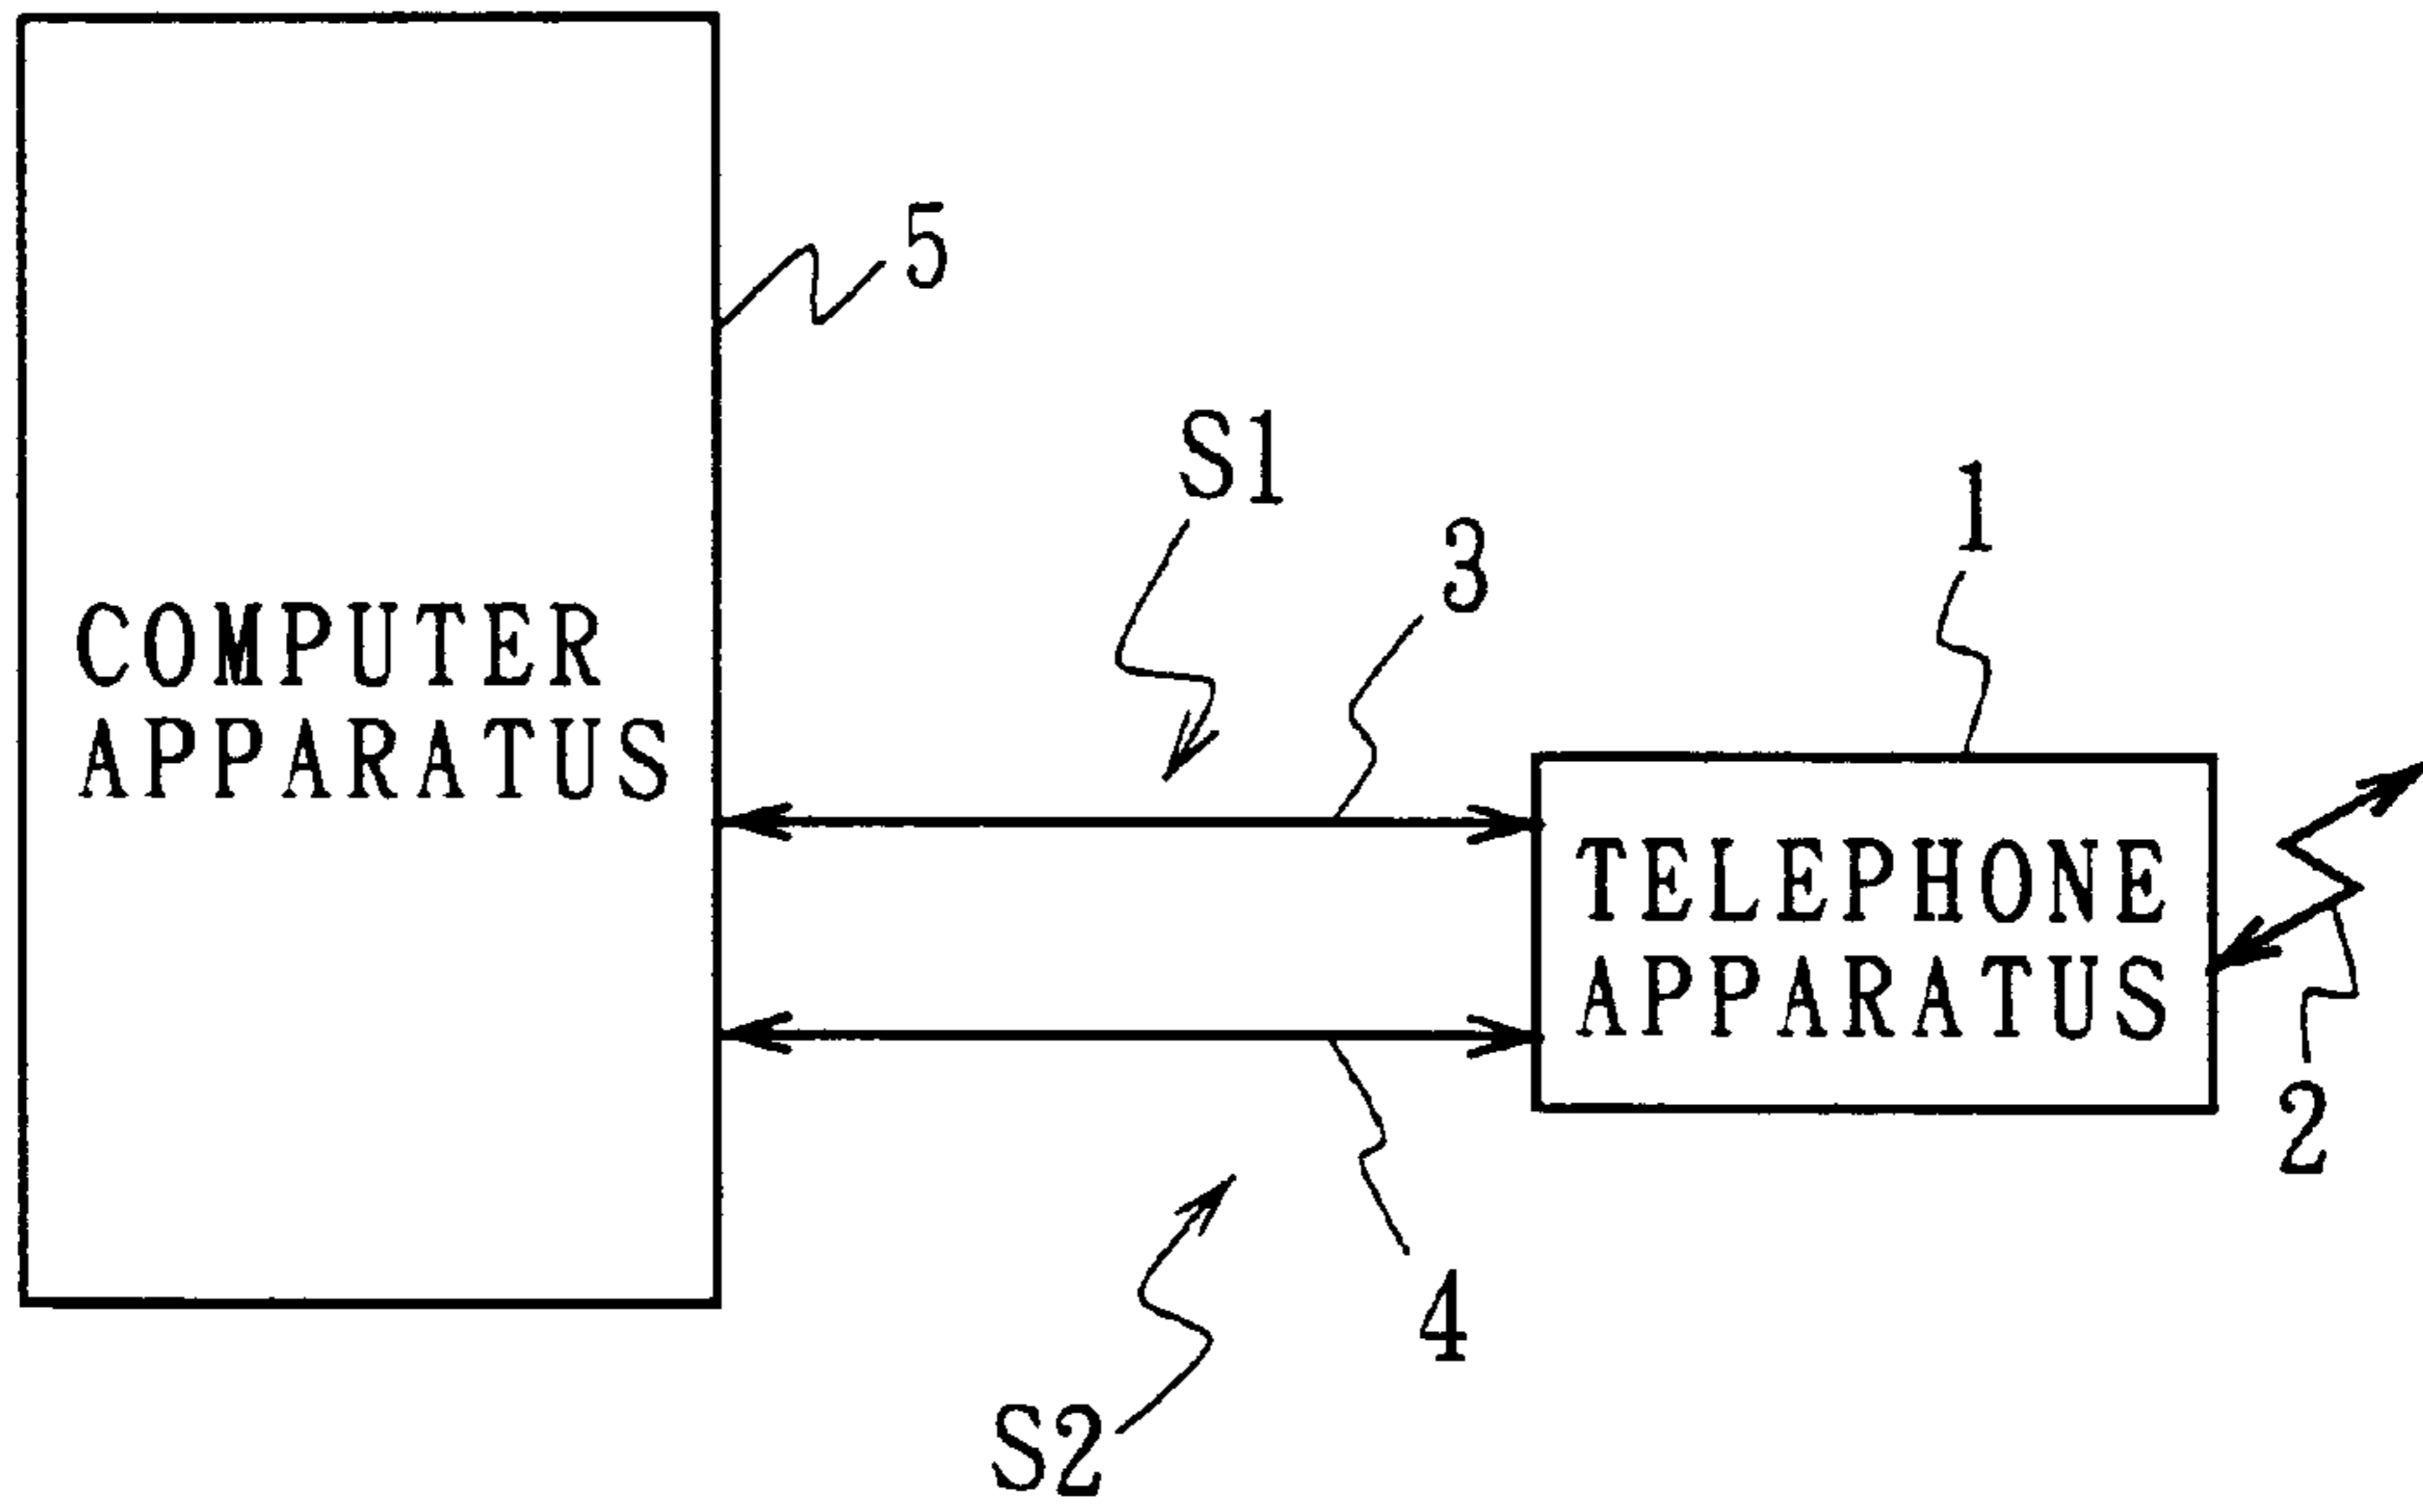 5
S1
3
1
COMPUTER
APPARATUS
TELEPHONE
APPARATUS
2
4
S2